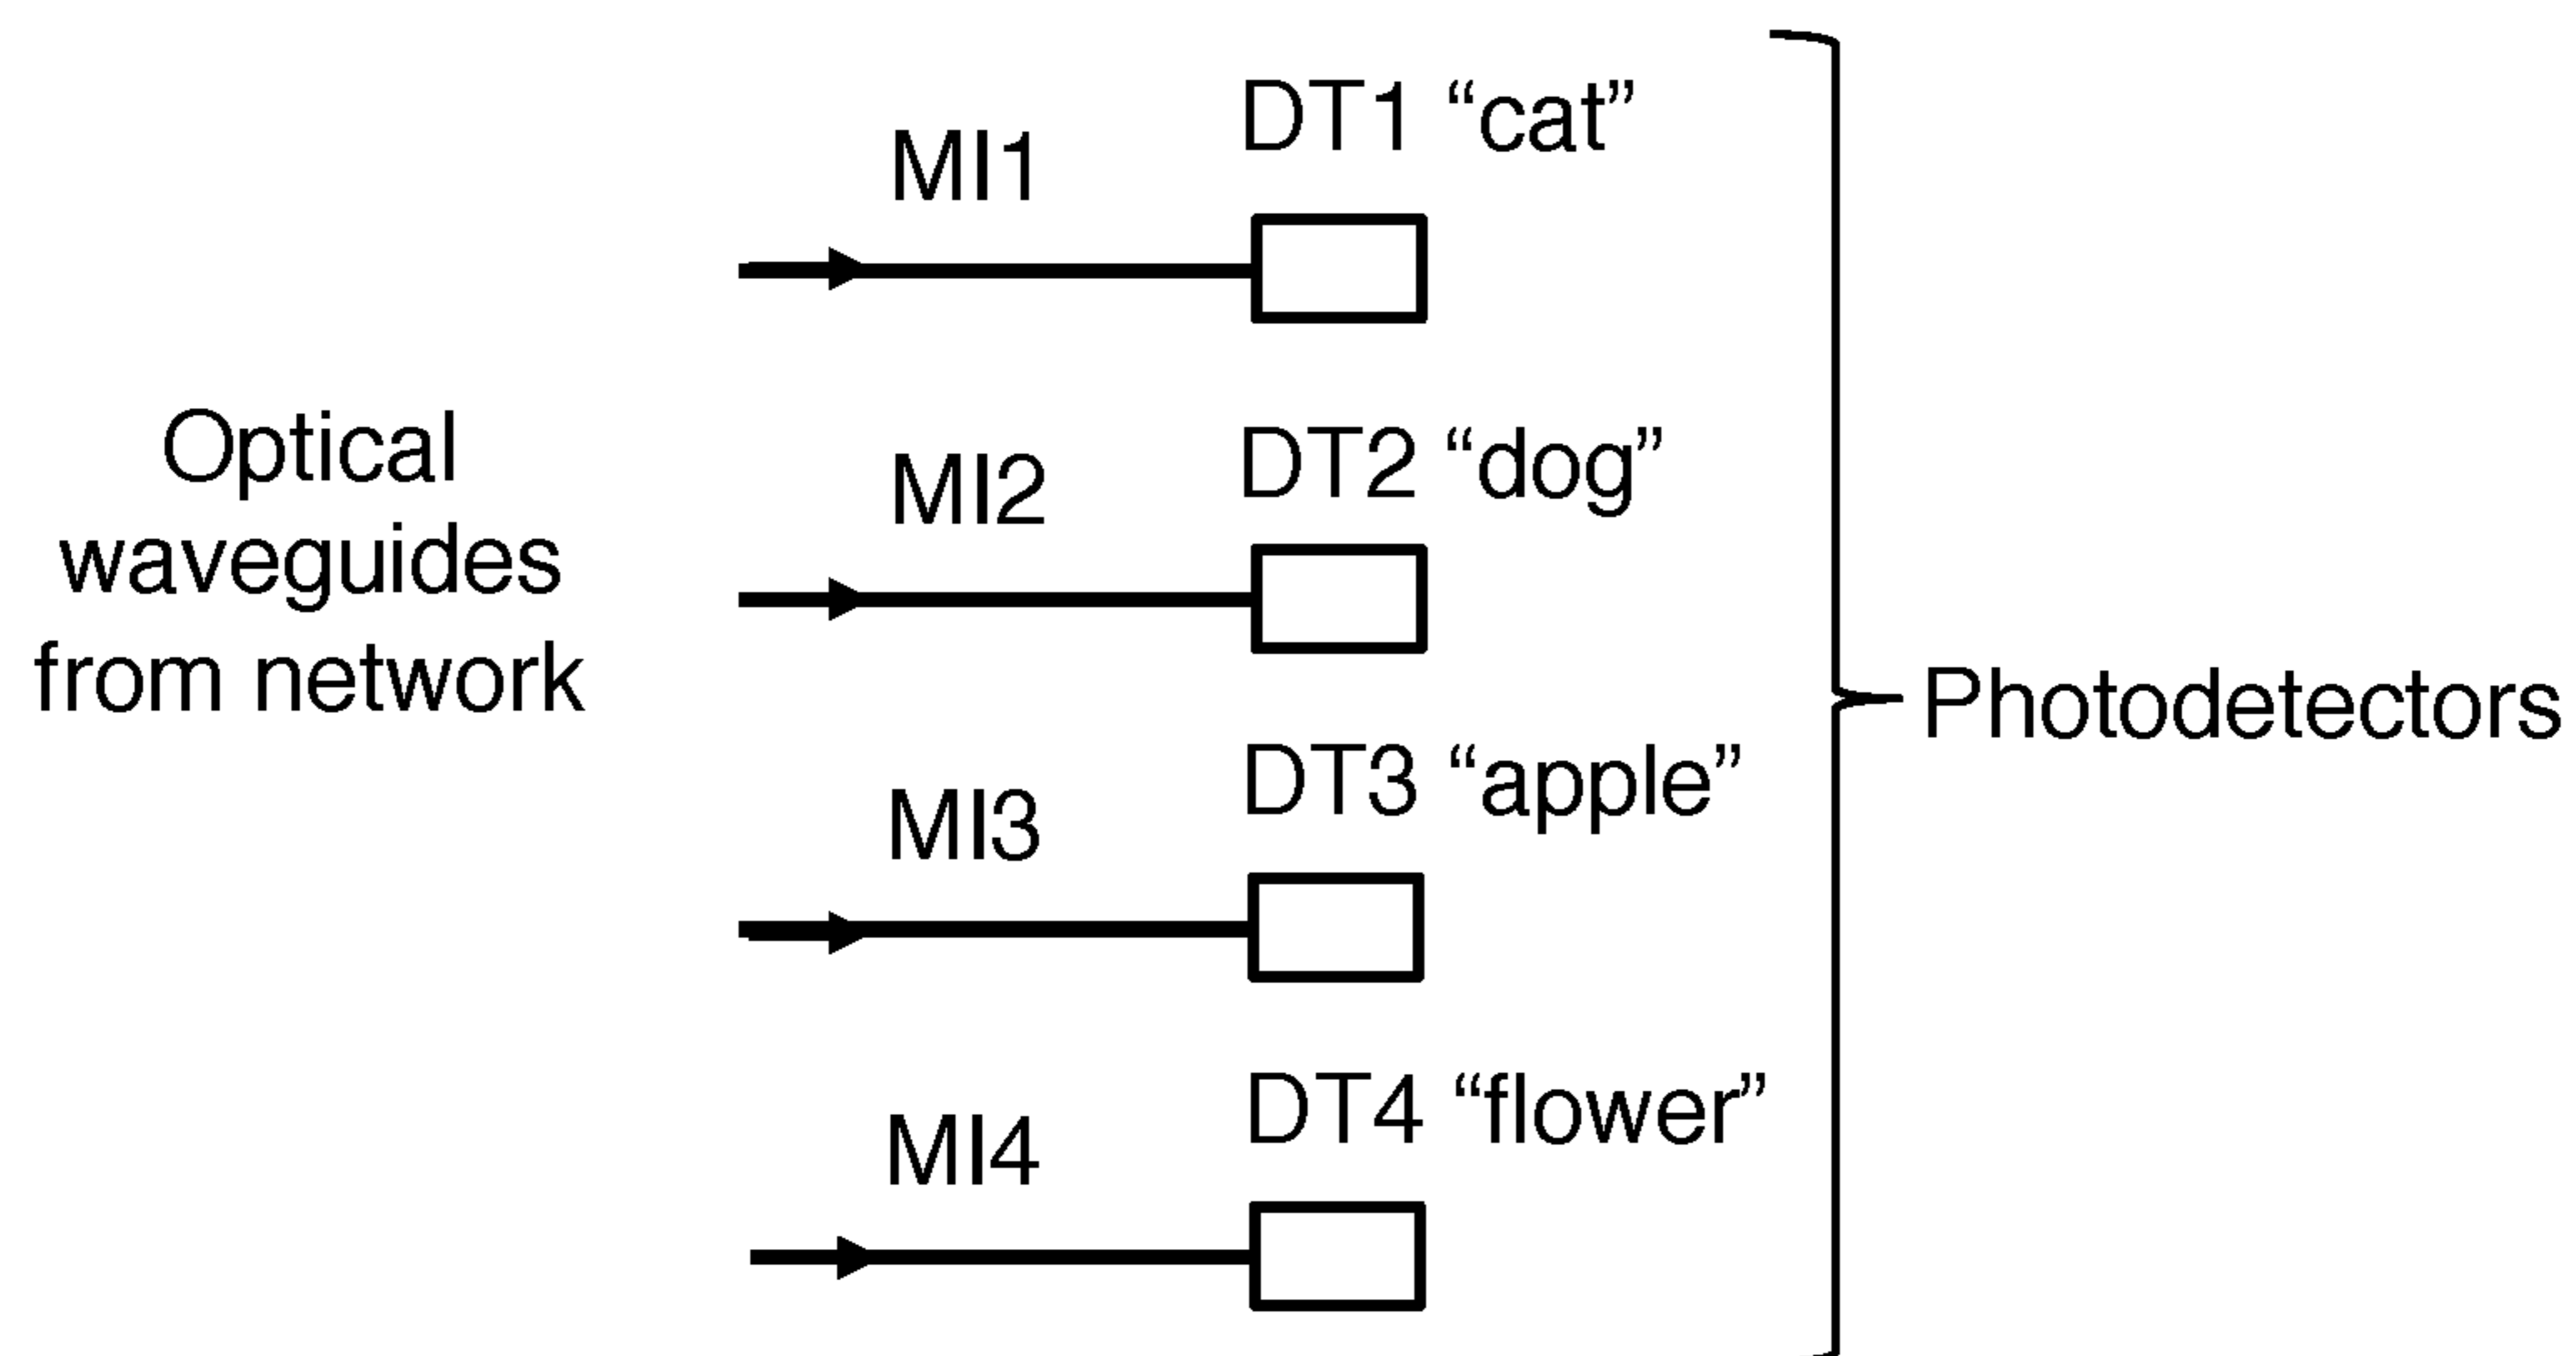 Optical
waveguides
from network
MI1
DT1 “cat”
MI2
DT2 “dog”
MI3
DT3 “apple”
MI4
DT4 “flower”
Photodetectors